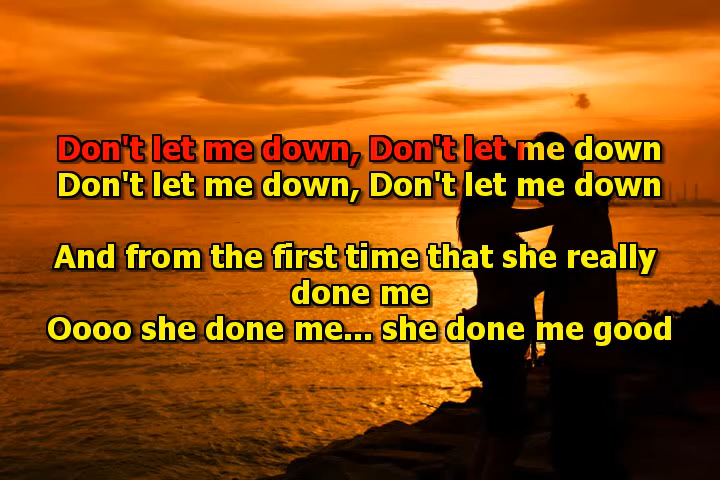 Don't let me down, Don't let me down
Don't let me down, Don't let me down
And from the first time that she really
done me
Oooo she done me... she done me good